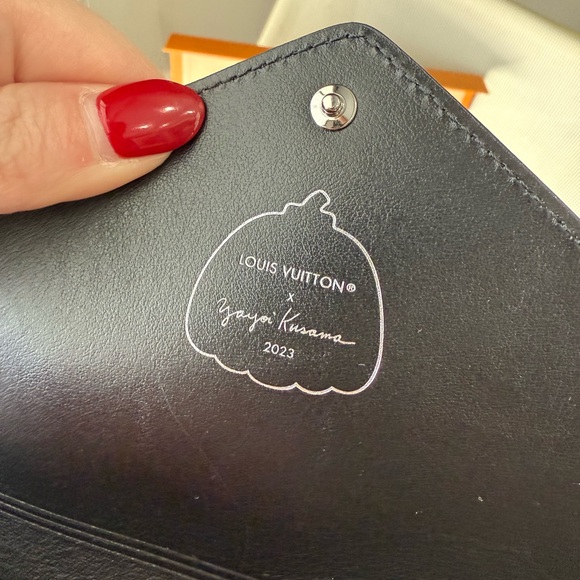 LOUIS VUITTON®
x
Yayoi Kusama
2023